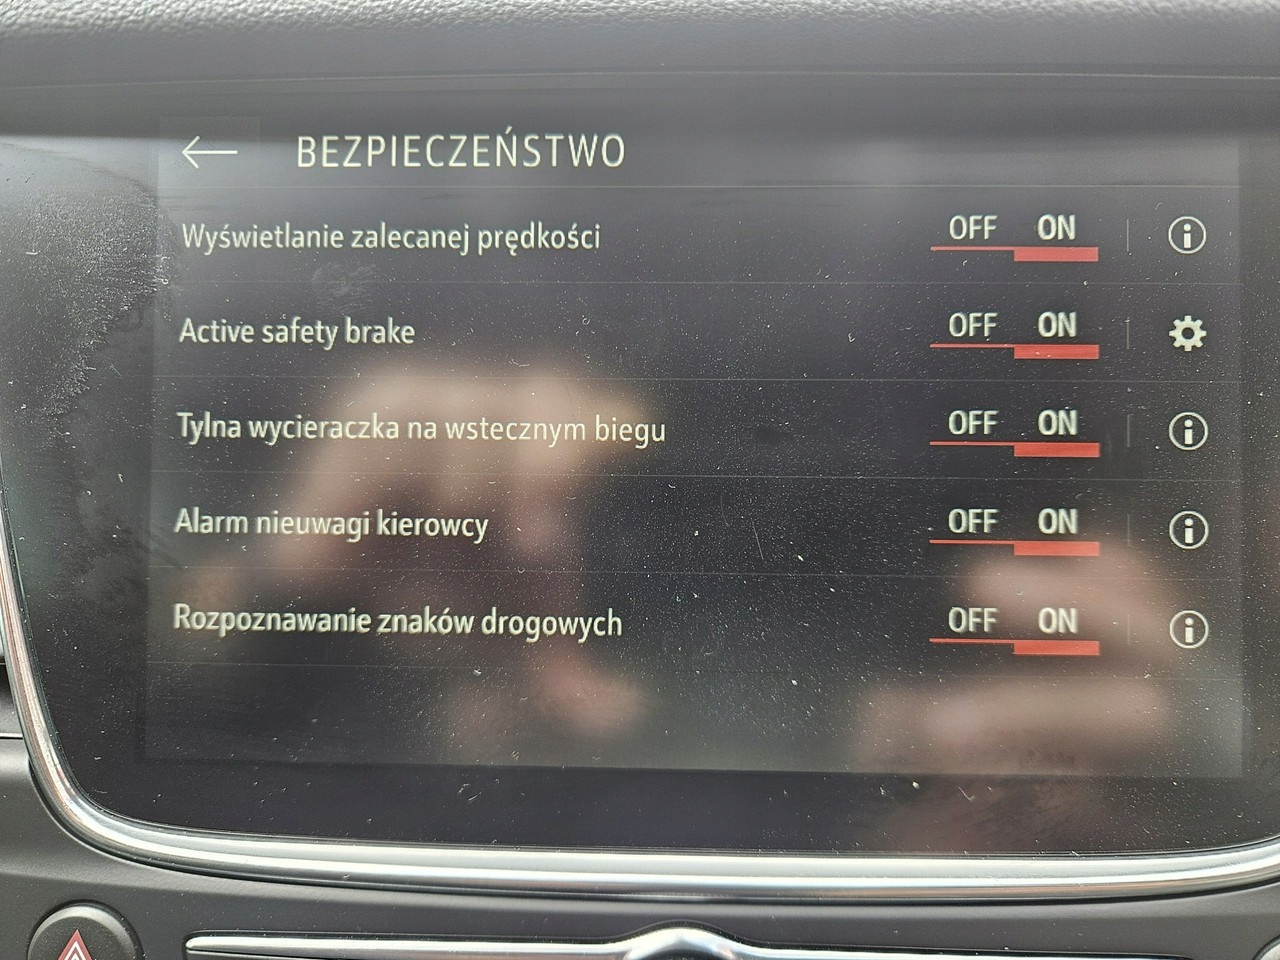 BEZPIECZEŃSTWO
Wyświetlanie zalecanej prędkości OFF ON
Active safety brake OFF ON
Tylna wycieraczka na wstecznym biegu OFF ON
Alarm nieuwagi kierowcy OFF ON
Rozpoznawanie znaków drogowych OFF ON